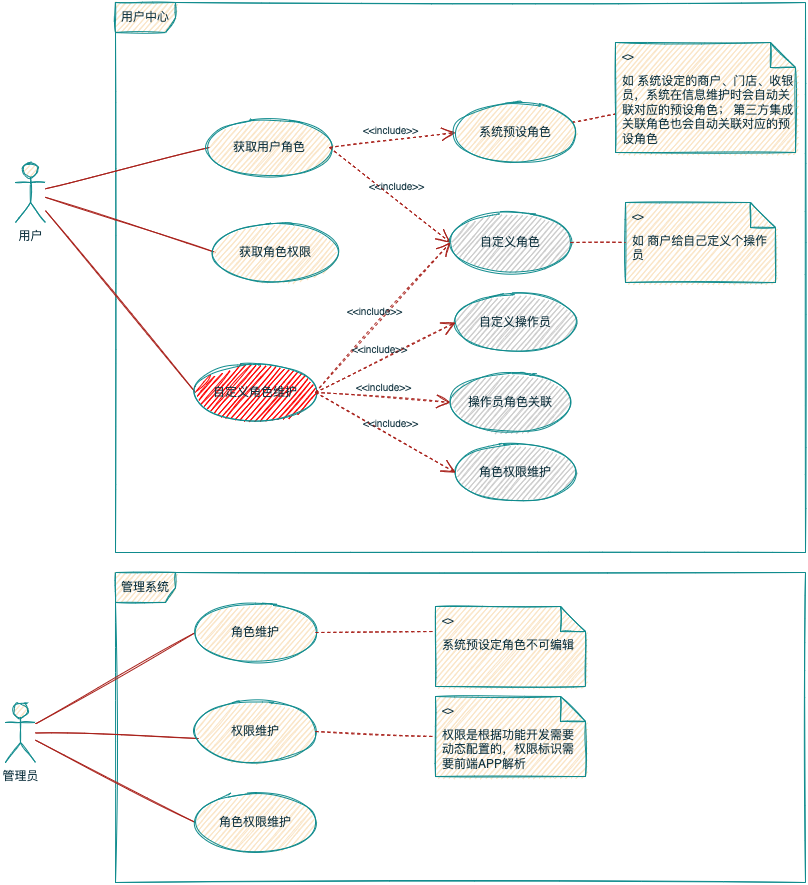 用户中心
<>
如 系统设定的商户、门店、收银
员，系统在信息维护时会自动关
联对应的预设角色； 第三方集成
关联角色也会自动关联对应的预
设角色
<<include>>
系统预设角色
获取用户角色
<<include>>
用户
<>
如 商户给自己定义个操作
员
自定义角色
获取角色权限
<<include>>
自定义操作员
<<include>>
<<include>>
自定义角色维护
操作员角色关联
<<include>>
角色权限维护
管理系统
<>
角色维护
系统预设定角色不可编辑
<>
权限维护
权限是根据功能开发需要
动态配置的，权限标识需
要前端APP解析
管理员
角色权限维护